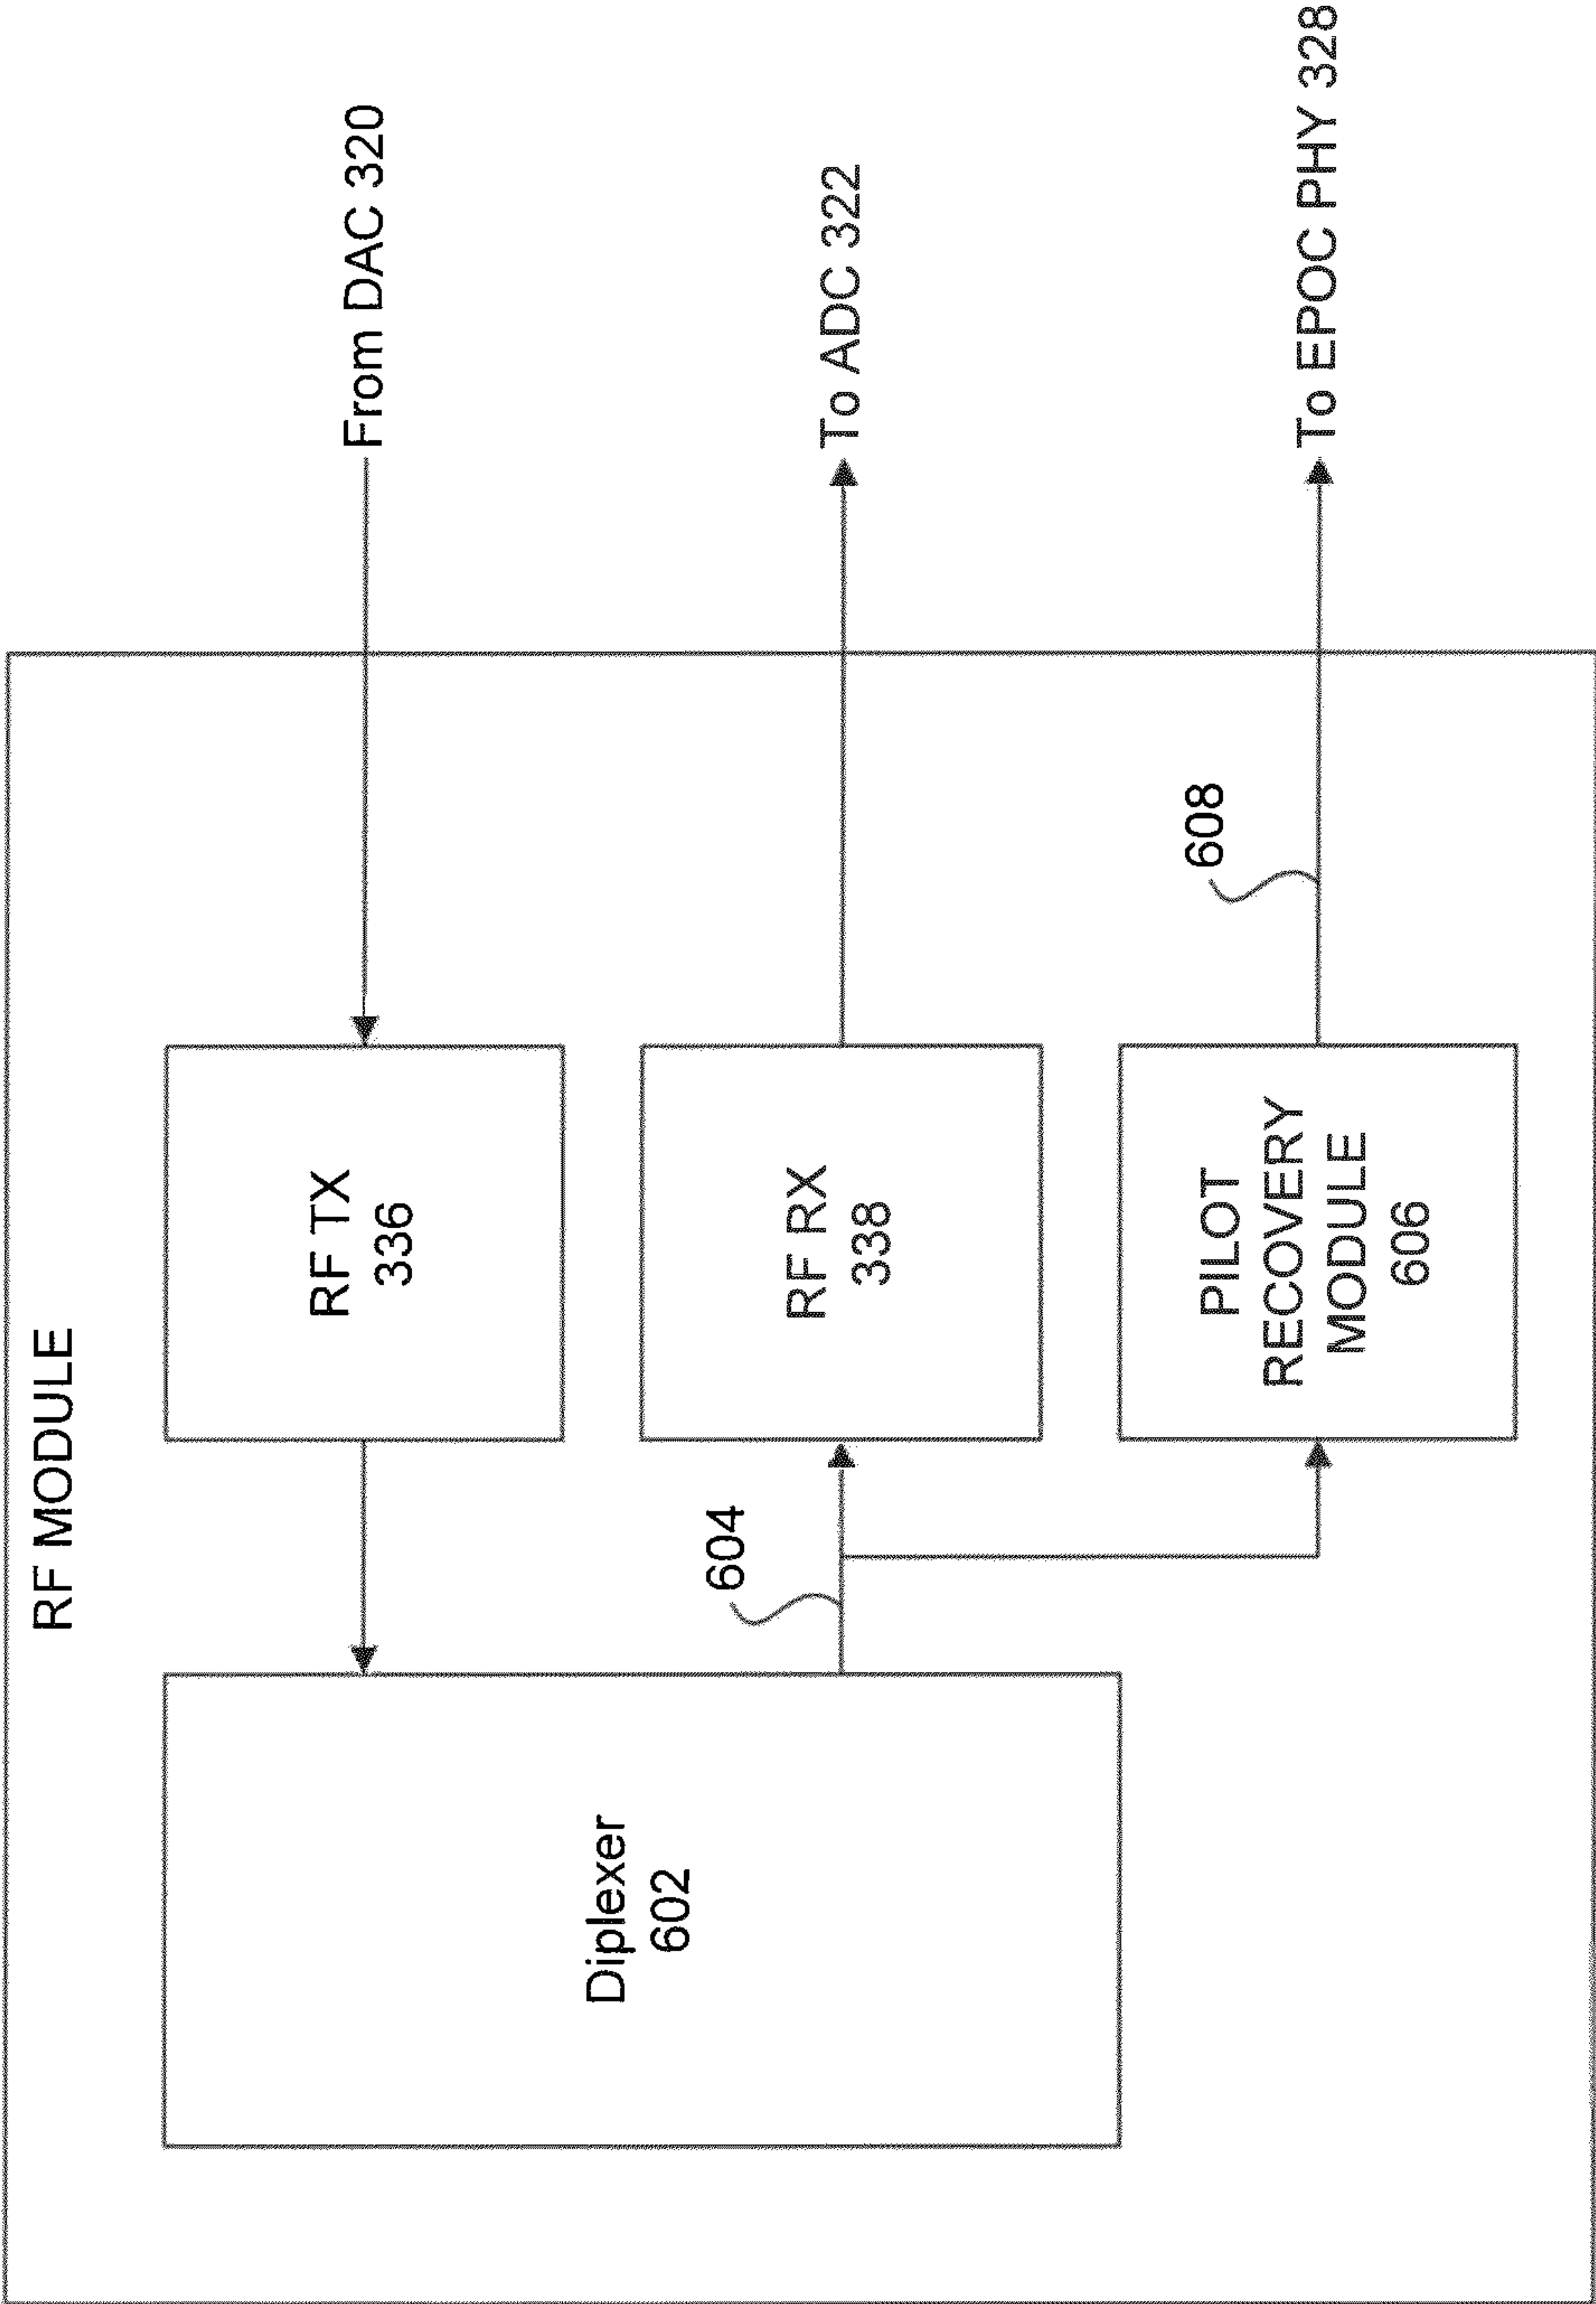 RF MODULE
Diplexer
602
RF TX
336
From DAC 320
604
RF RX
338
To ADC 322
PILOT
RECOVERY
MODULE
606
608
To EPOC PHY 328